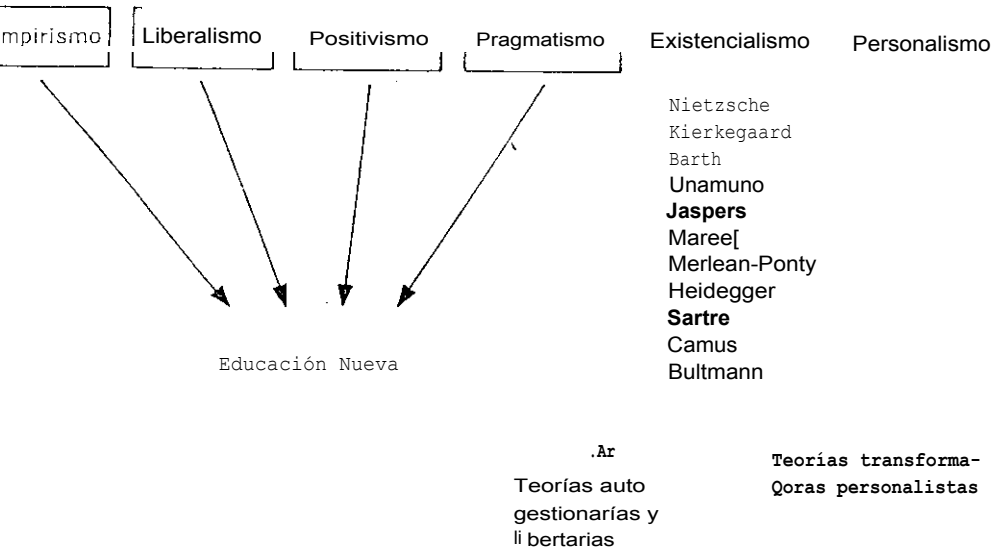 mpirismo Liberalismo Positivismo Pragmatismo Existencialismo Personalismo
Nietzsche
Kierkegaard
Barth
Unamuno
Jaspers
Maree[
Merlean-Ponty
Heidegger
Sartre
Camus
Bultmann
Educación Nueva
.Ar
Teorías auto
gestionarías y
li bertarias
Teorías transforma-
Qoras personalistas